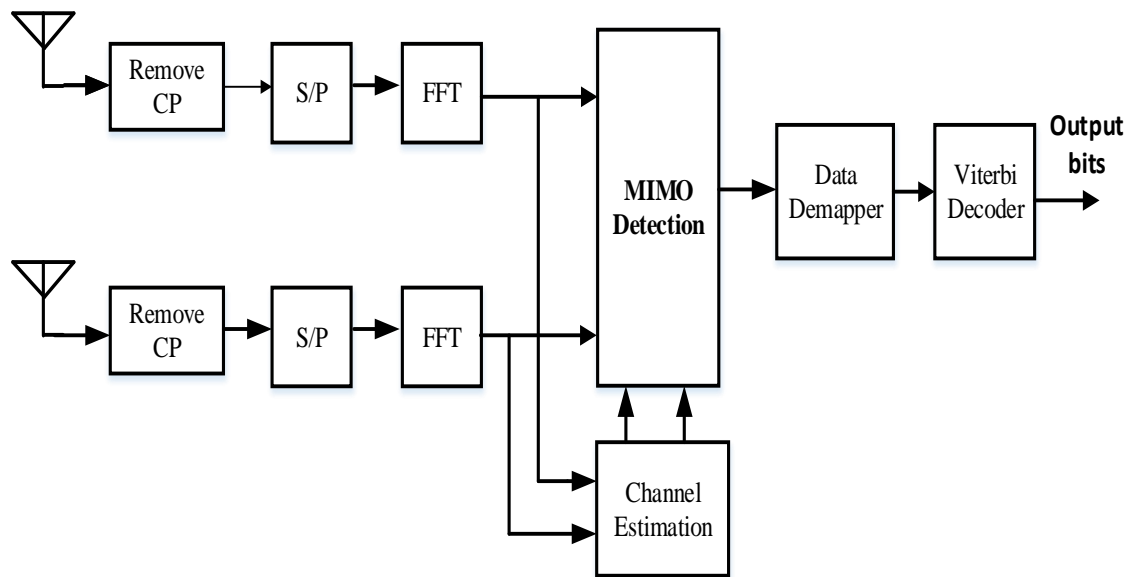 Remove
CP
S/P
FFT
MIMO
Detection
Data
Demapper
Viterbi
Decoder
Output
bits
Remove
CP
S/P
FFT
Channel
Estimation